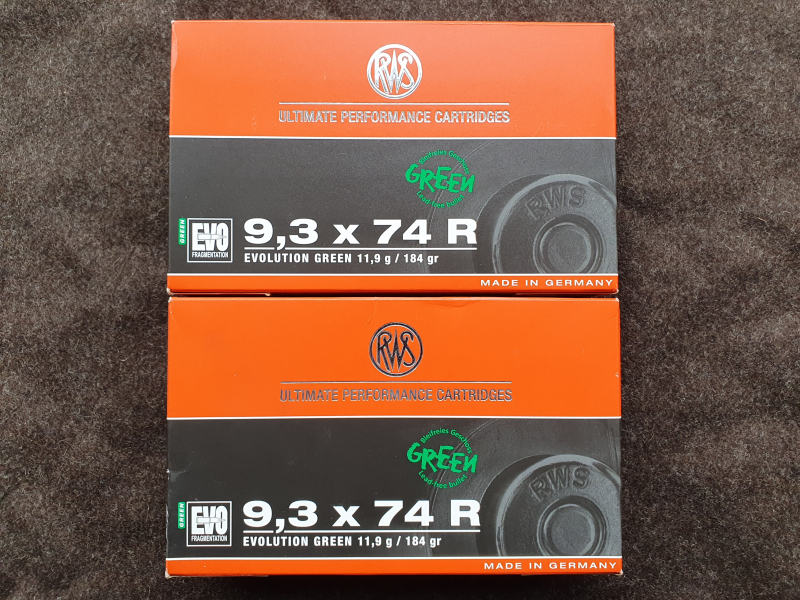 RWS
ULTIMATE PERFORMANCE CARTRIDGES
Bleifreies Geschoss
GREEN
Lead-free bullet
RWS
GREEN
EVO
FRAGMENTATION
9,3 x 74 R
EVOLUTION GREEN 11,9 g / 184 gr
MADE IN GERMANY
RWS
ULTIMATE PERFORMANCE CARTRIDGES
Bleifreies Geschoss
GREEN
Lead-free bullet
RWS
GREEN
EVO
FRAGMENTATION
9,3 x 74 R
EVOLUTION GREEN 11,9 g / 184 gr
MADE IN GERMANY